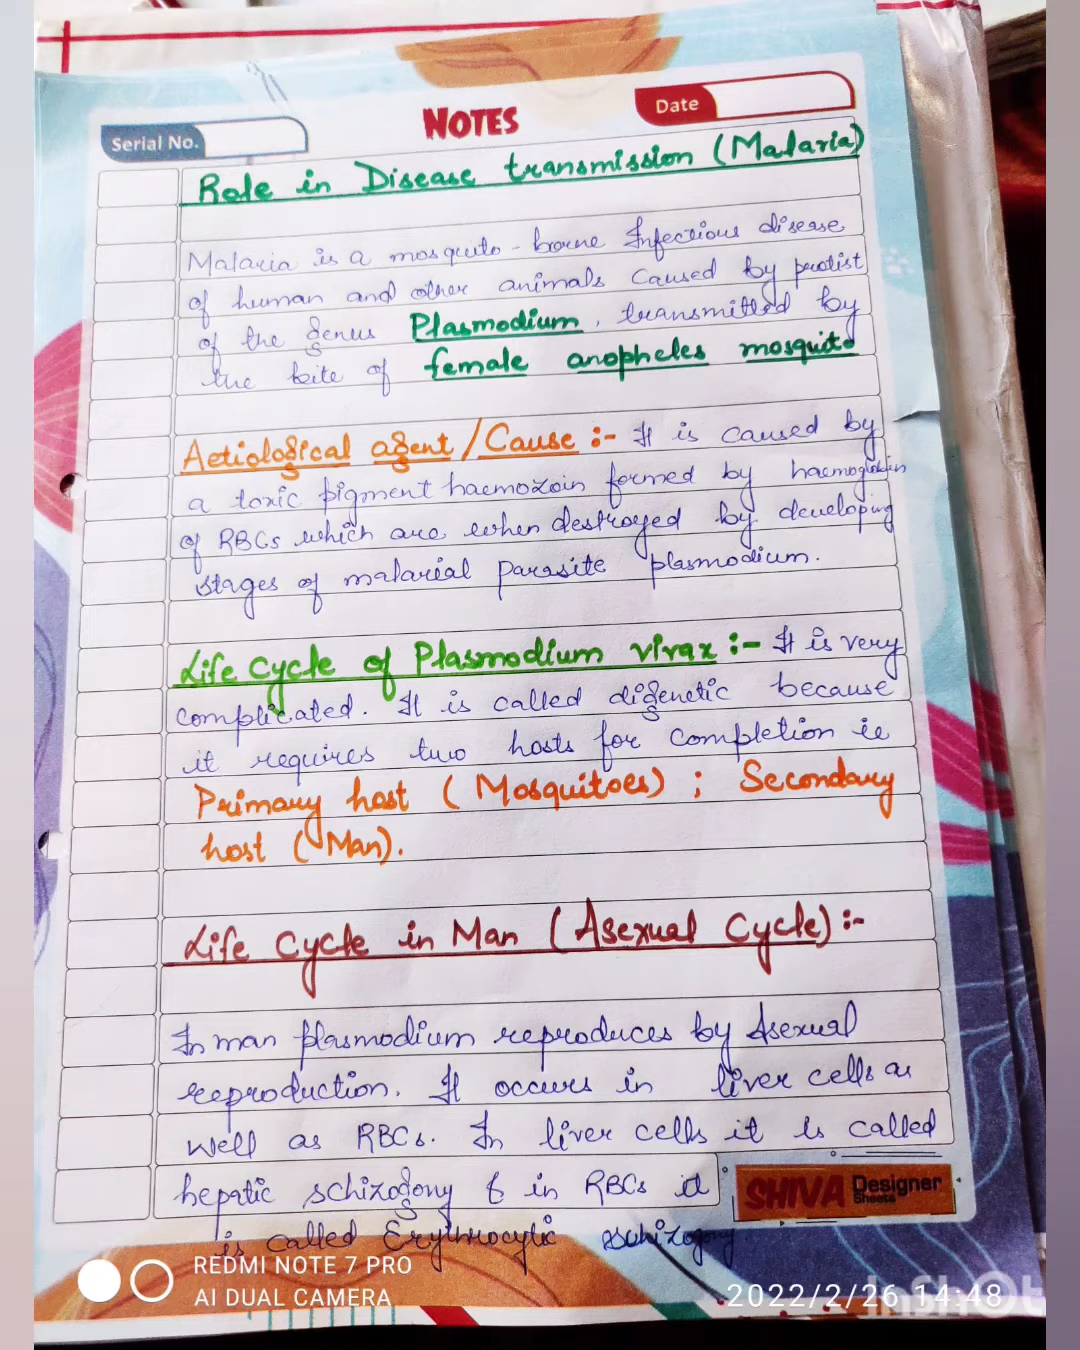 Serial No.
NOTES
Date
Role in Disease transmission (Malaria)
Malaria is a mosquito - borne Infectious disease
of human and other animals caused by protist
of the genus Plasmodium, transmitted by
the bite of female anopheles mosquito
Aetiological agent/Cause :- It is caused by
a toxic pigment haemozoin formed by haemoglobin
of RBCs which are when destroyed by developing
stages of malarial parasite plasmodium.
Life cycle of Plasmodium virax :- It is very
complicated. It is called digenetic because
it requires two hosts for completion ie
Primary host (Mosquitoes) ; Secondary
host (Man).
Life Cycle in Man (Asexual Cycle) :-
In man plasmodium reproduces by Asexual
reproduction. It occurs in liver cells as
well as RBCs. In liver cells it is called
hepatic schizogony & in RBCs it
is called Erythrocytic schizogony
SHIVA Designer
Sheets
REDMI NOTE 7 PRO
AI DUAL CAMERA
2022/2/26 14:48
InShOt